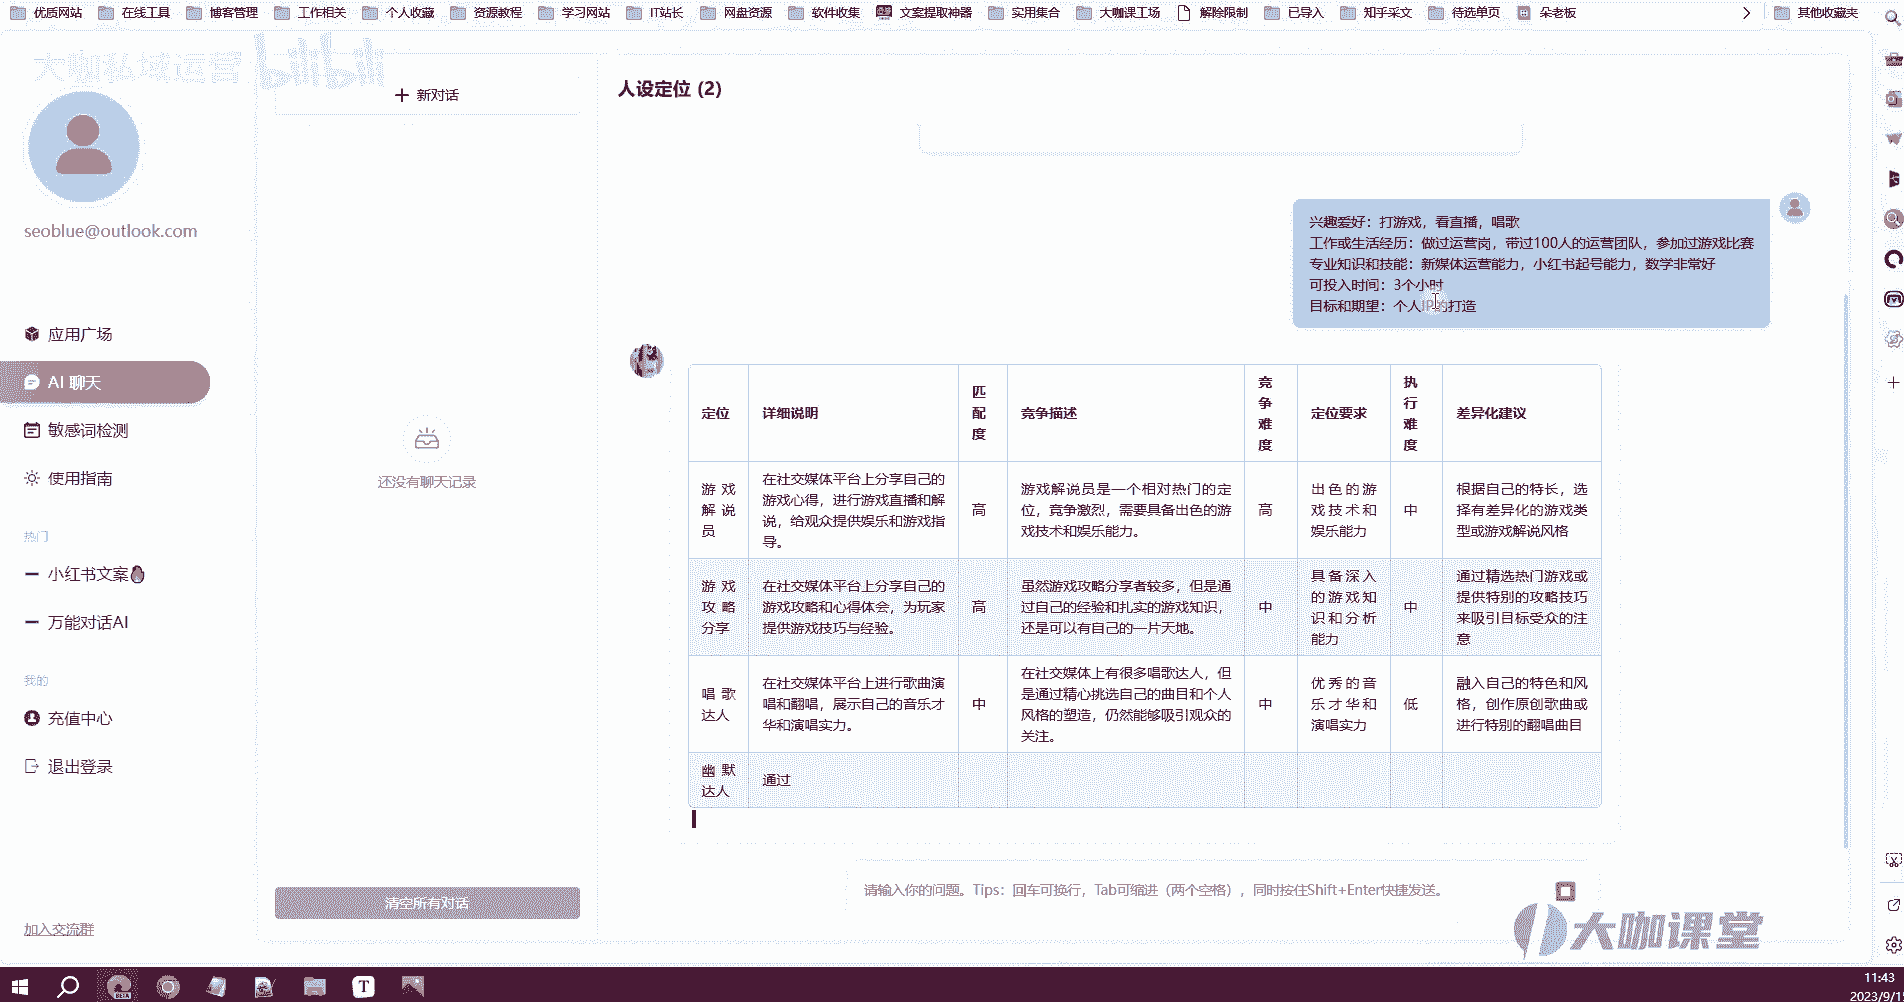 优质网站 在线工具 博客管理 工作相关 个人收藏 资源教程 学习网站 IT站长 网盘资源 软件收集 文案提取神器 实用集合 大咖课工场 解除限制 已导入 知乎采文 待选单页 朵老板 其他收藏夹
大咖私域运营 bilibili
seoblue@outlook.com
应用广场
AI 聊天
敏感词检测
使用指南
热门
小红书文案
万能对话AI
我的
充值中心
退出登录
加入交流群
+ 新对话
还没有聊天记录
清空所有对话
人设定位 (2)
兴趣爱好：打游戏，看直播，唱歌
工作或生活经历：做过运营岗，带过100人的运营团队，参加过游戏比赛
专业知识和技能：新媒体运营能力，小红书起号能力，数学非常好
可投入时间：3个小时
目标和期望：个人IP的打造
定位 详细说明 匹配度 竞争描述 竞争难度 定位要求 执行难度 差异化建议
游戏解说员 在社交媒体平台上分享自己的游戏心得，进行游戏直播和解说，给观众提供娱乐和游戏指导。 高 游戏解说员是一个相对热门的定位，竞争激烈，需要具备出色的游戏技术和娱乐能力。 高 出色的游戏技术和娱乐能力 中 根据自己的特长，选择有差异化的游戏类型或游戏解说风格
游戏攻略分享 在社交媒体平台上分享自己的游戏攻略和心得体会，为玩家提供游戏技巧与经验。 高 虽然游戏攻略分享者较多，但是通过自己的经验和扎实的游戏知识，还是可以有自己的一片天地。 中 具备深入的游戏知识和分析能力 中 通过精选热门游戏或提供特别的攻略技巧来吸引目标受众的注意
唱歌达人 在社交媒体平台上进行歌曲演唱和翻唱，展示自己的音乐才华和演唱实力。 中 在社交媒体上有很多唱歌达人，但是通过精心挑选自己的曲目和个人风格的塑造，仍然能够吸引观众的关注。 中 优秀的音乐才华和演唱实力 低 融入自己的特色和风格，创作原创歌曲或进行特别的翻唱曲目
幽默达人 通过
请输入你的问题。Tips：回车可换行，Tab可缩进（两个空格），同时按住Shift+Enter快捷发送。
大咖课堂
BETA
T
11:43